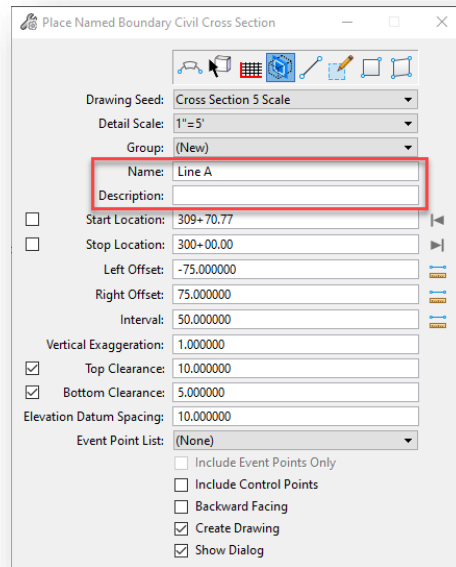 Place Named Boundary Civil Cross Section
Drawing Seed: Cross Section 5 Scale
Detail Scale: 1"=5'
Group: (New)
Name: Line A
Description:
Start Location: 309+70.77
Stop Location: 300+00.00
Left Offset: -75.000000
Right Offset: 75.000000
Interval: 50.000000
Vertical Exaggeration: 1.000000
Top Clearance: 10.000000
Bottom Clearance: 5.000000
Elevation Datum Spacing: 10.000000
Event Point List: (None)
Include Event Points Only
Include Control Points
Backward Facing
Create Drawing
Show Dialog